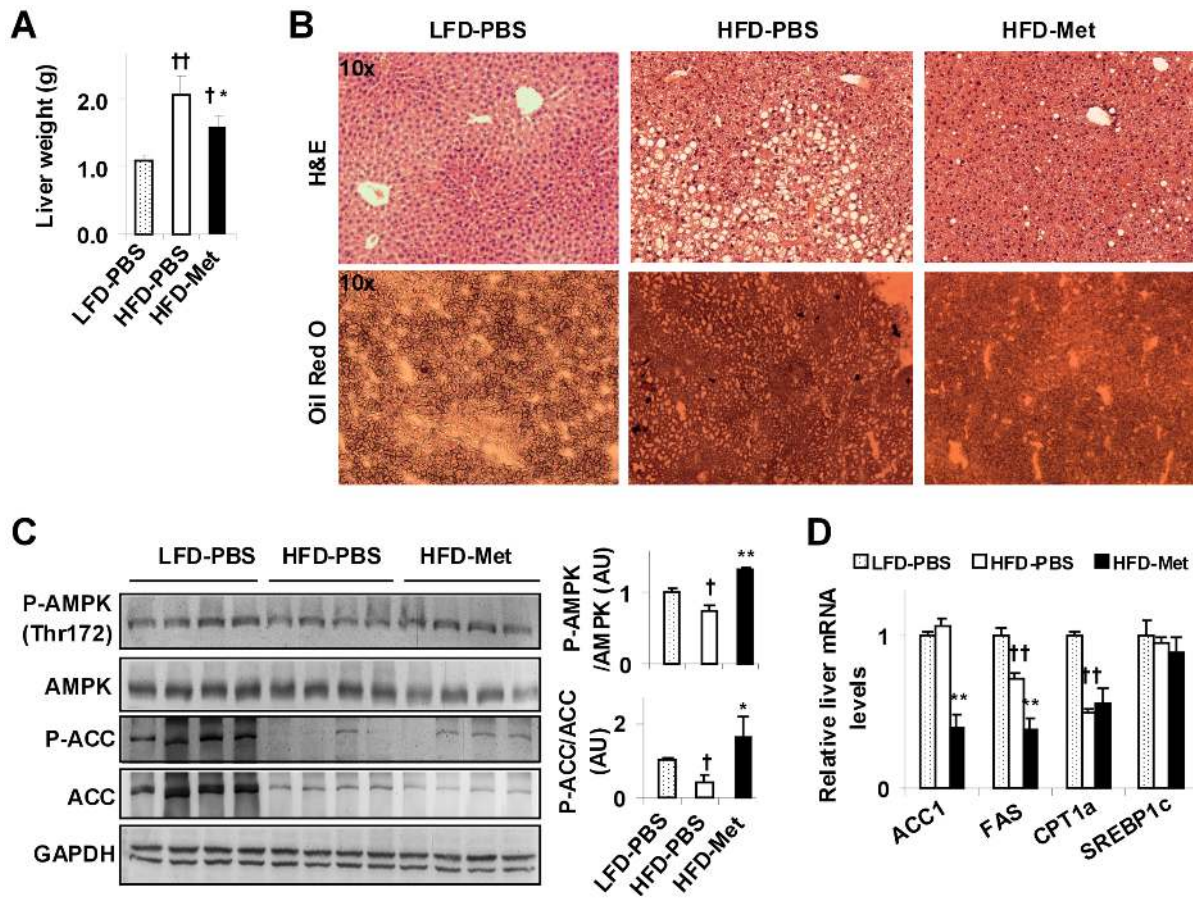 A
Liver weight (g)
2.0
1.0
0.0
††
† *
LFD-PBS
HFD-PBS
HFD-Met
B
LFD-PBS
HFD-PBS
HFD-Met
H&E
10x
Oil Red O
10x
C
LFD-PBS
HFD-PBS
HFD-Met
P-AMPK
(Thr172)
AMPK
P-ACC
ACC
GAPDH
P-AMPK
/AMPK (AU)
1
0
†
**
P-ACC/ACC
(AU)
2
0
†
*
LFD-PBS
HFD-PBS
HFD-Met
D
LFD-PBS
HFD-PBS
HFD-Met
Relative liver mRNA
levels
1
0
**
††
**
††
ACC1
FAS
CPT1a
SREBP1c